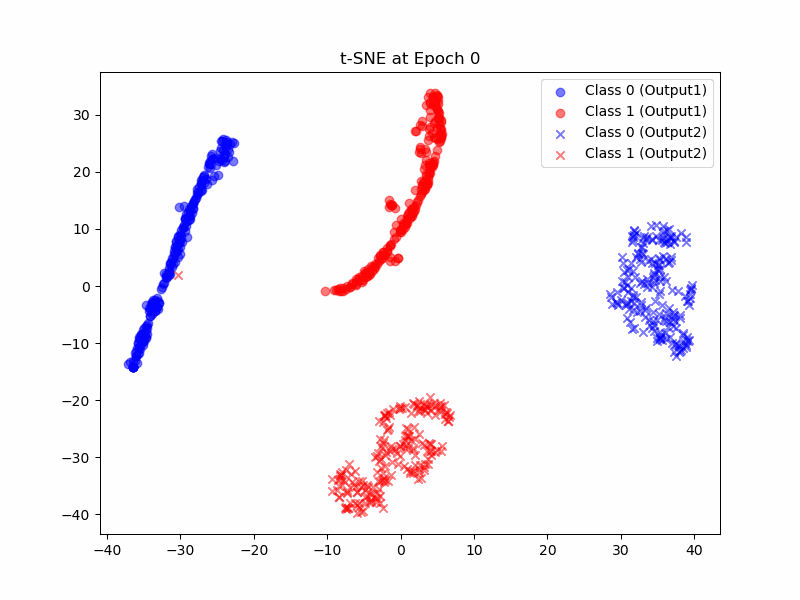 t-SNE at Epoch 0
Class 0 (Output1)
Class 1 (Output1)
Class 0 (Output2)
Class 1 (Output2)
30
20
10
0
−10
−20
−30
−40
−40 −30 −20 −10 0 10 20 30 40